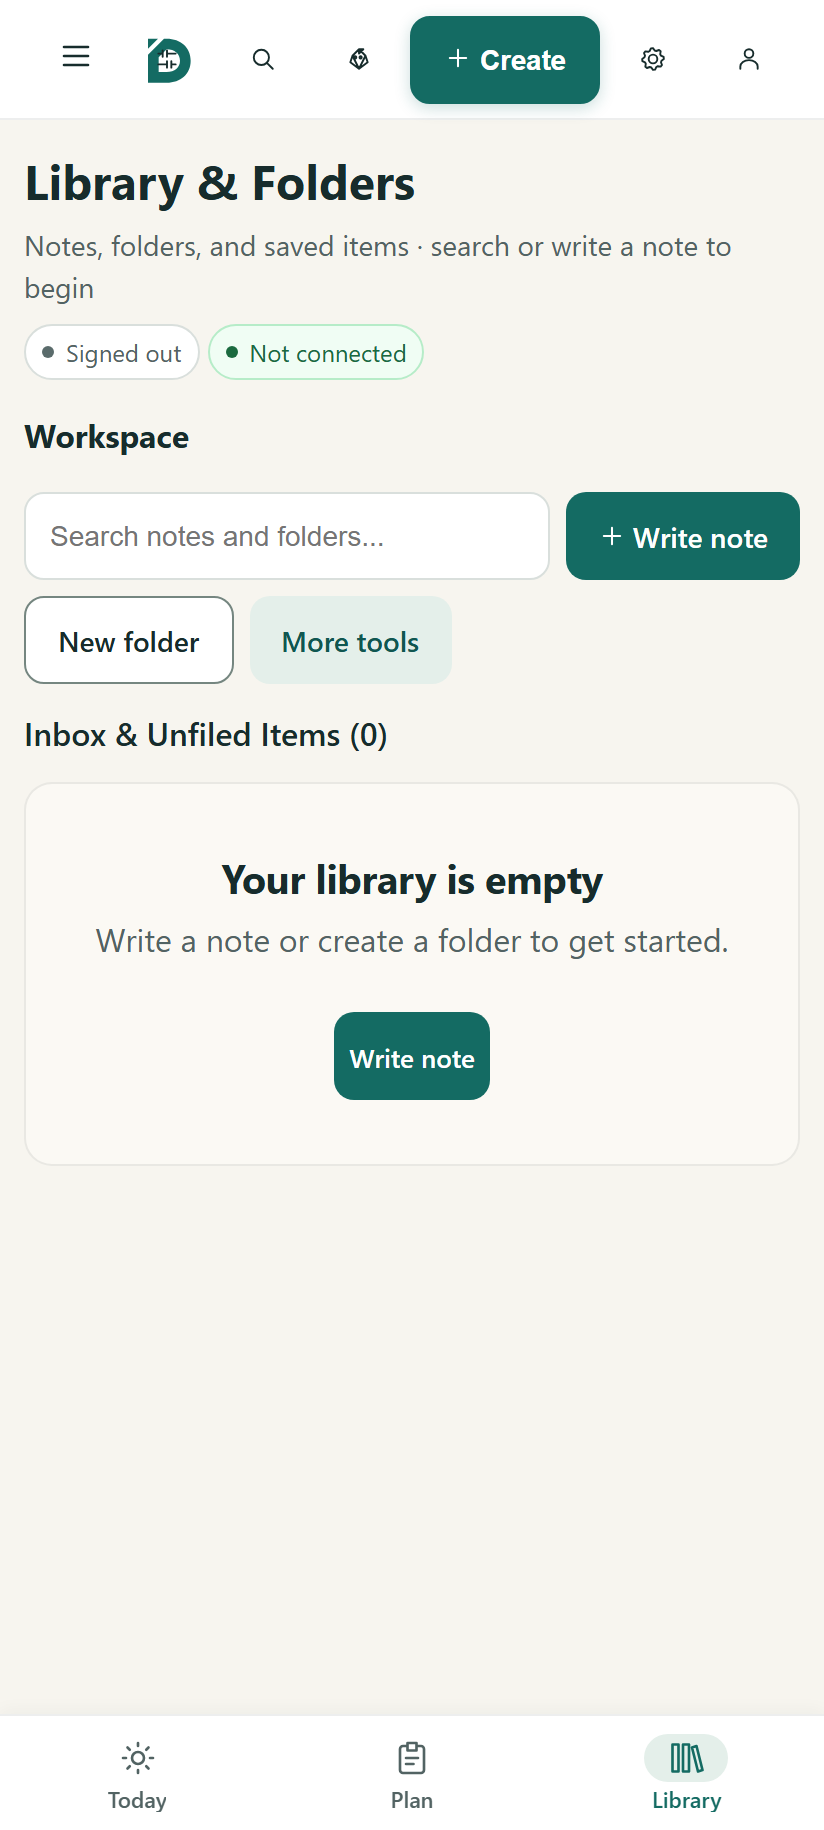 + Create
Library & Folders
Notes, folders, and saved items · search or write a note to
begin
Signed out
Not connected
Workspace
Search notes and folders...
+ Write note
New folder
More tools
Inbox & Unfiled Items (0)
Your library is empty
Write a note or create a folder to get started.
Write note
Today
Plan
Library